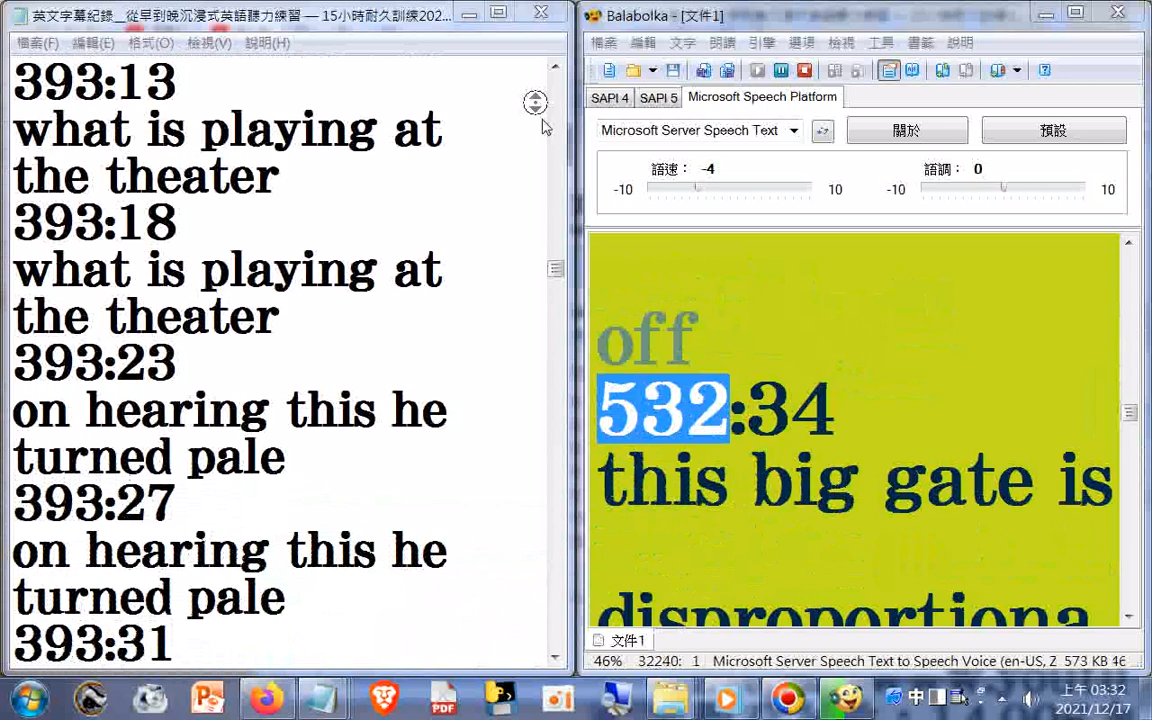 英文字幕紀錄__從早到晚沉浸式英語聽力練習 — 15小時耐久訓練202...
檔案(F) 編輯(E) 格式(O) 檢視(V) 說明(H)
393:13
what is playing at
the theater
393:18
what is playing at
the theater
393:23
on hearing this he
turned pale
393:27
on hearing this he
turned pale
393:31
Balabolka - [文件1]
檔案 編輯 文字 朗讀 引擎 選項 檢視 工具 書籤 說明
SAPI 4 SAPI 5 Microsoft Speech Platform
Microsoft Server Speech Text 關於 預設
語速: -4 語調: 0
-10 10 -10 10
off
532:34
this big gate is
disproportiona
文件1
46% 32240: 1 Microsoft Server Speech Text to Speech Voice (en-US, Z 573 KB 46
PDF 中 上午 03:32
2021/12/17